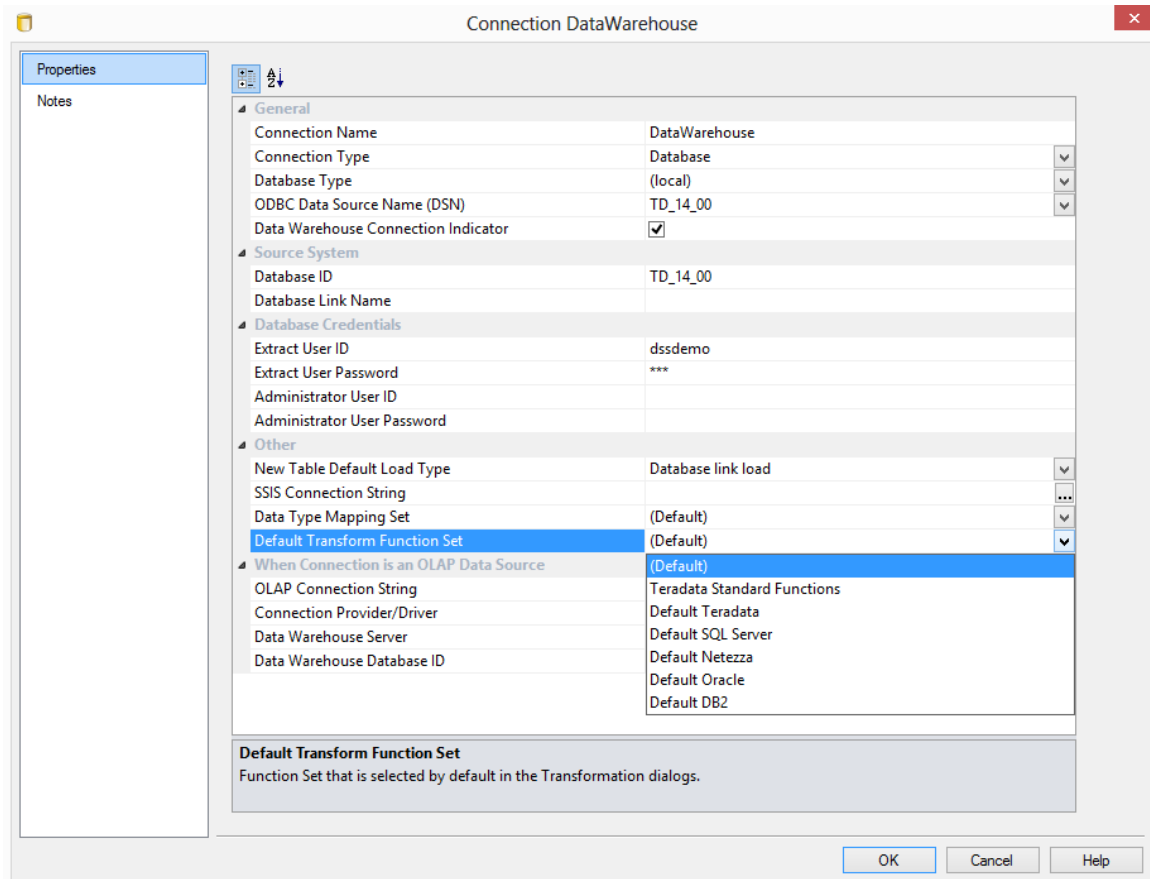 Connection DataWarehouse
Properties
Notes
General
Connection Name DataWarehouse
Connection Type Database
Database Type (local)
ODBC Data Source Name (DSN) TD_14_00
Data Warehouse Connection Indicator
Source System
Database ID TD_14_00
Database Link Name
Database Credentials
Extract User ID dssdemo
Extract User Password ***
Administrator User ID
Administrator User Password
Other
New Table Default Load Type Database link load
SSIS Connection String ...
Data Type Mapping Set (Default)
Default Transform Function Set (Default)
When Connection is an OLAP Data Source (Default)
OLAP Connection String Teradata Standard Functions
Connection Provider/Driver Default Teradata
Data Warehouse Server Default SQL Server
Data Warehouse Database ID Default Netezza
Default Oracle
Default DB2
Default Transform Function Set
Function Set that is selected by default in the Transformation dialogs.
OK Cancel Help